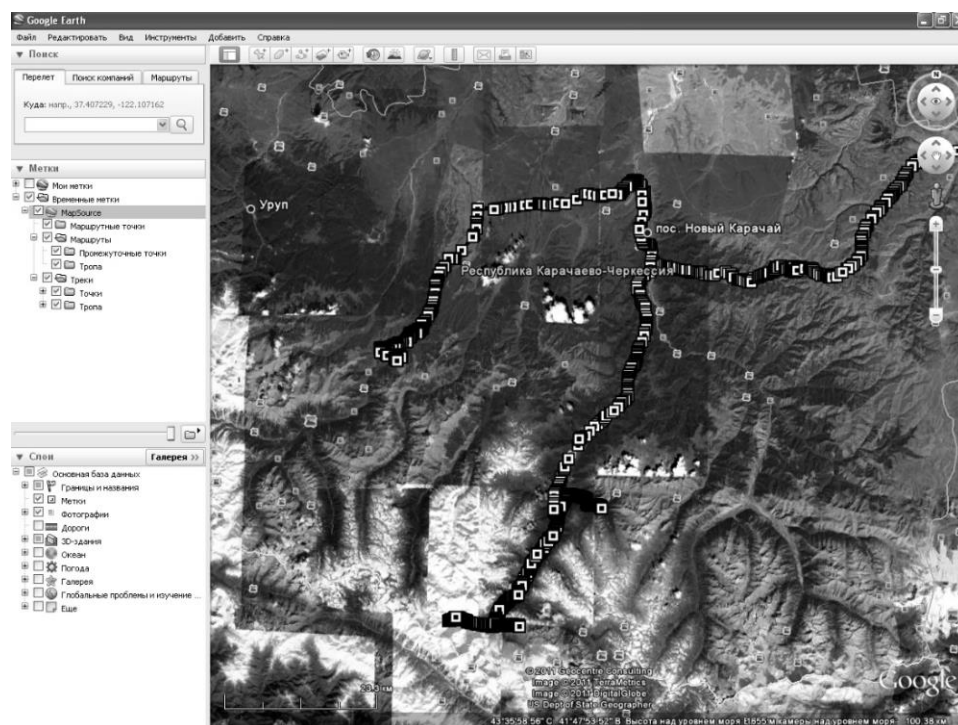 Google Earth
Файл Редактировать Вид Инструменты Добавить Справка
Поиск
Перелет Поиск компаний Маршруты
Куда: напр., 37.407229, -122.107162
Метки
Мои метки
Временные метки
MapSource
Маршрутные точки
Маршруты
Промежуточные точки
Тропа
Треки
Точки
Тропа
Слои
Галерея >>
Основная база данных
Границы и названия
Метки
Фотографии
Дороги
3D-здания
Океан
Погода
Галерея
Глобальные проблемы и изучение ...
Еще
N
Уруп
пос. Новый Карачай
Республика Карачаево-Черкессия
© 2011 Geocentre Consulting
Image © 2011 TerraMetrics
Image © 2011 DigitalGlobe
US Dept of State Geographer
Google